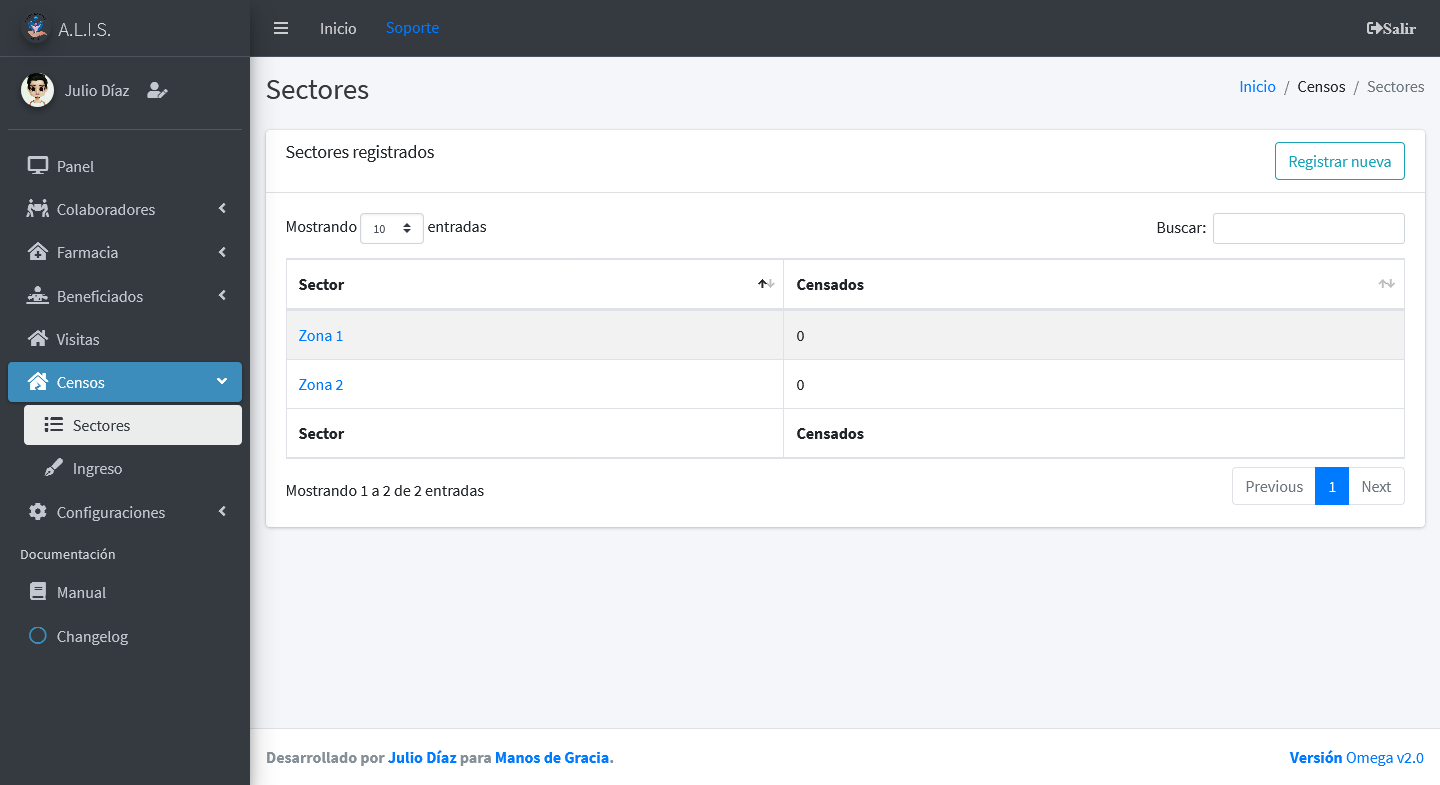 A.L.I.S.
Inicio Soporte Salir
Julio Díaz
Panel
Colaboradores
Farmacia
Beneficiados
Visitas
Censos
Sectores
Ingreso
Configuraciones
Documentación
Manual
Changelog
Sectores
Inicio / Censos / Sectores
Sectores registrados
Registrar nueva
Mostrando 10 entradas
Buscar:
Sector Censados
Zona 1 0
Zona 2 0
Sector Censados
Mostrando 1 a 2 de 2 entradas
Previous 1 Next
Desarrollado por Julio Díaz para Manos de Gracia.
Versión Omega v2.0